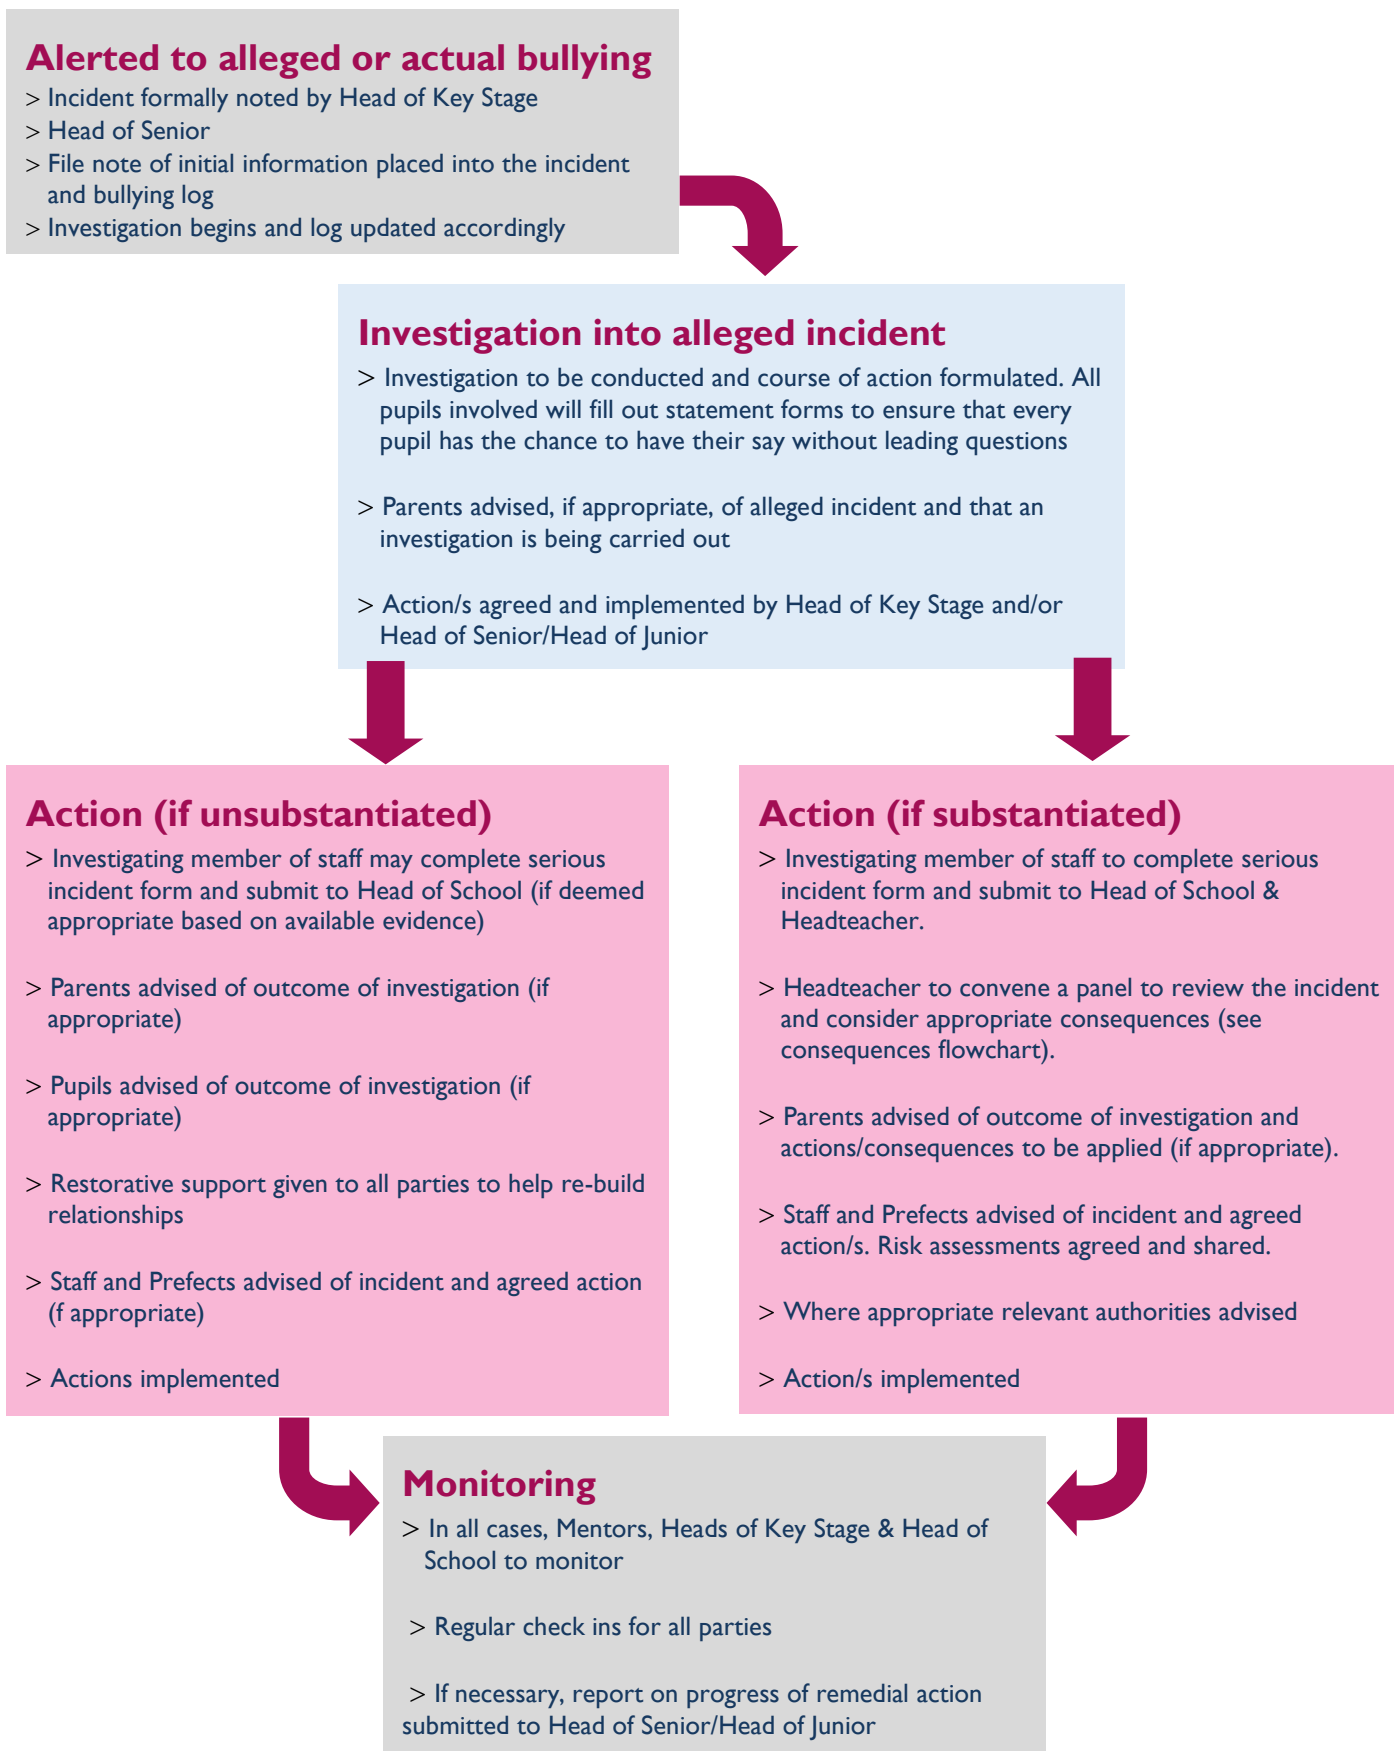 Alerted to alleged or actual bullying
> Incident formally noted by Head of Key Stage
> Head of Senior
> File note of initial information placed into the incident
and bullying log
> Investigation begins and log updated accordingly
Investigation into alleged incident
> Investigation to be conducted and course of action formulated. All
pupils involved will fill out statement forms to ensure that every
pupil has the chance to have their say without leading questions
> Parents advised, if appropriate, of alleged incident and that an
investigation is being carried out
> Action/s agreed and implemented by Head of Key Stage and/or
Head of Senior/Head of Junior
Action (if unsubstantiated)
> Investigating member of staff may complete serious
incident form and submit to Head of School (if deemed
appropriate based on available evidence)
> Parents advised of outcome of investigation (if
appropriate)
> Pupils advised of outcome of investigation (if
appropriate)
> Restorative support given to all parties to help re-build
relationships
> Staff and Prefects advised of incident and agreed action
(f appropriate)
> Actions implemented
Action (if substantiated)
> Investigating member of staff to complete serious
incident form and submit to Head of School &
Headteacher.
> Headteacher to convene a panel to review the incident
and consider appropriate consequences (see
consequences flowchart).
> Parents advised of outcome of investigation and
actions/consequences to be applied (if appropriate).
> Staff and Prefects advised of incident and agreed
action/s. Risk assessments agreed and shared.
> Where appropriate relevant authorities advised
> Action/s implemented
Monitoring
> In all cases, Mentors, Heads of Key Stage & Head of
School to monitor
> Regular check ins for all parties
> If necessary, report on progress of remedial action
submitted to Head of Senior/Head of Junior